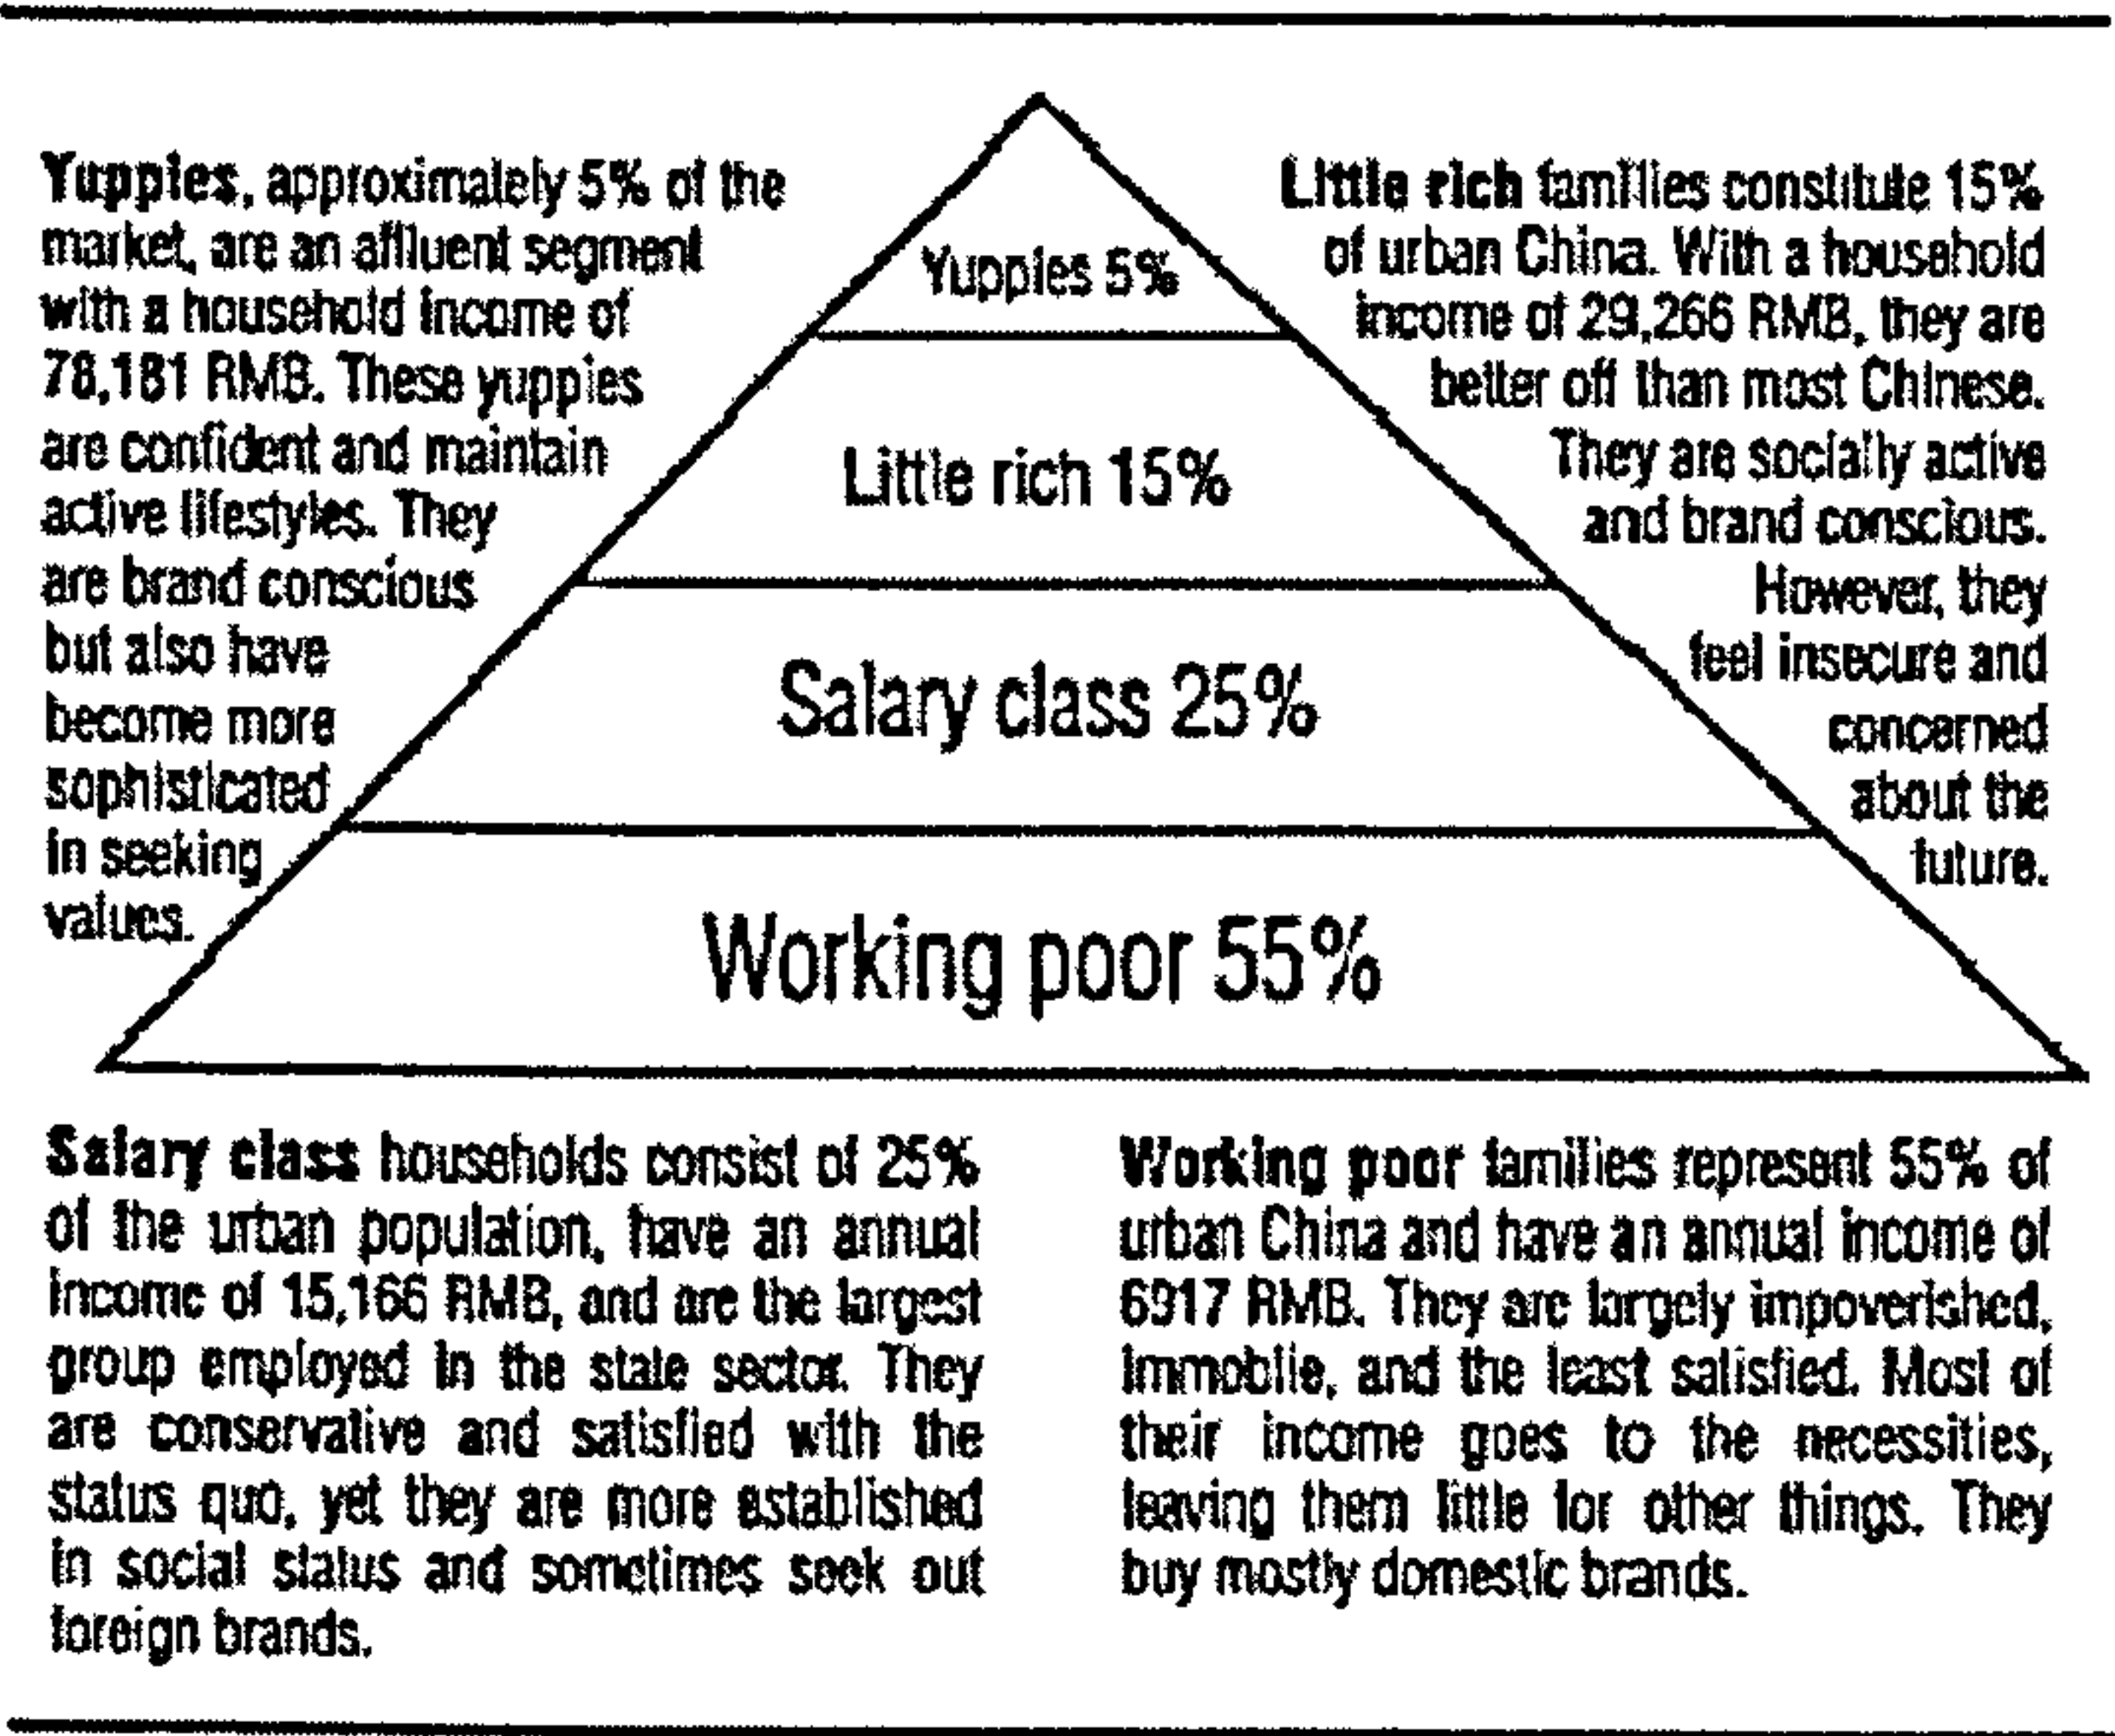 Yuppies, approximately 5% of the
market, are an affluent segment
with a household income of
78,181 RMB. These yuppies
are confident and maintain
active lifestyles. They
are brand conscious
but also have
become more
sophisticated
in seeking
values.
Yuppies 5%
Little rich 15%
Salary class 25%
Working poor 55%
Little rich families constitute 15%
of urban China. With a household
income of 29,266 RMB, they are
better off than most Chinese.
They are socially active
and brand conscious.
However, they
feel insecure and
concerned
about the
future.
Salary class households consist of 25%
of the urban population, have an annual
income of 15,166 RMB, and are the largest
group employed in the state sector. They
are conservative and satisfied with the
status quo, yet they are more established
in social status and sometimes seek out
foreign brands.
Working poor families represent 55% of
urban China and have an annual income of
6917 RMB. They are largely impoverished,
immobile, and the least satisfied. Most of
their income goes to the necessities,
leaving them little for other things. They
buy mostly domestic brands.